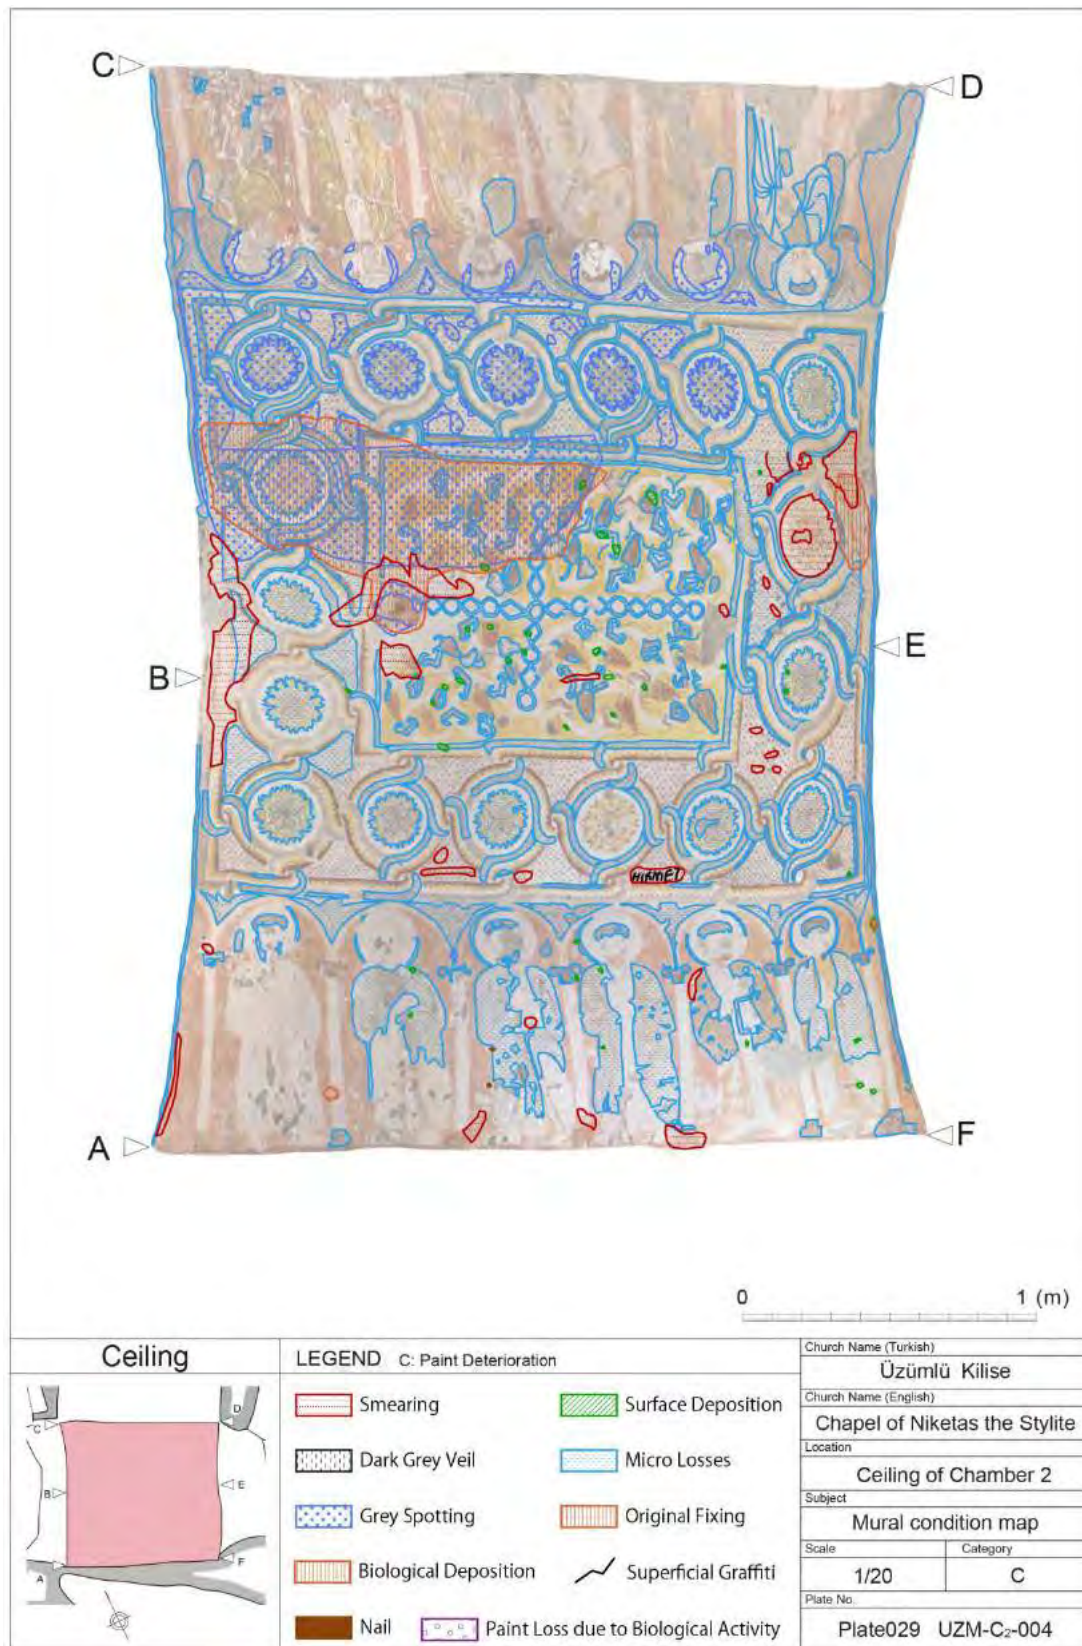 C
D
B
E
HIKMET
A
F
0 1 (m)
Ceiling
C
D
B
E
A
F
LEGEND C: Paint Deterioration
Smearing
Surface Deposition
Dark Grey Veil
Micro Losses
Grey Spotting
Original Fixing
Biological Deposition
Superficial Graffiti
Nail
Paint Loss due to Biological Activity
Church Name (Turkish)
Üzümlü Kilise
Church Name (English)
Chapel of Niketas the Stylite
Location
Ceiling of Chamber 2
Subject
Mural condition map
Scale Category
1/20 C
Plate No.
Plate029 UZM-C₂-004